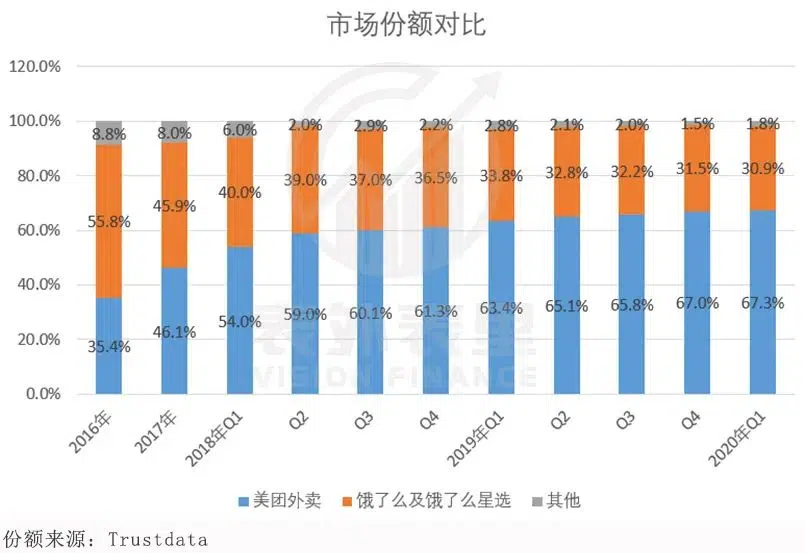 市场份额对比
120.0%
100.0%
80.0%
60.0%
40.0%
20.0%
0.0%
8.8% 8.0% 6.0% 2.0% 2.9% 2.2% 2.8% 2.1% 2.0% 1.5% 1.8%
55.8% 45.9% 40.0% 39.0% 37.0% 36.5% 33.8% 32.8% 32.2% 31.5% 30.9%
35.4% 46.1% 54.0% 59.0% 60.1% 61.3% 63.4% 65.1% 65.8% 67.0% 67.3%
表外表里
VISION FINANCE
2016年 2017年 2018年Q1 Q2 Q3 Q4 2019年Q1 Q2 Q3 Q4 2020年Q1
美团外卖 饿了么及饿了么星选 其他
份额来源：Trustdata